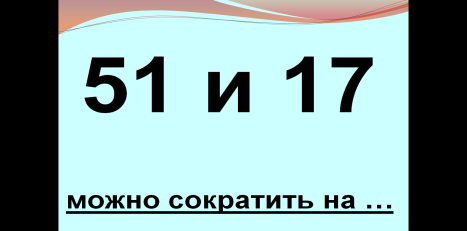 51 и 17
можно сократить на ...